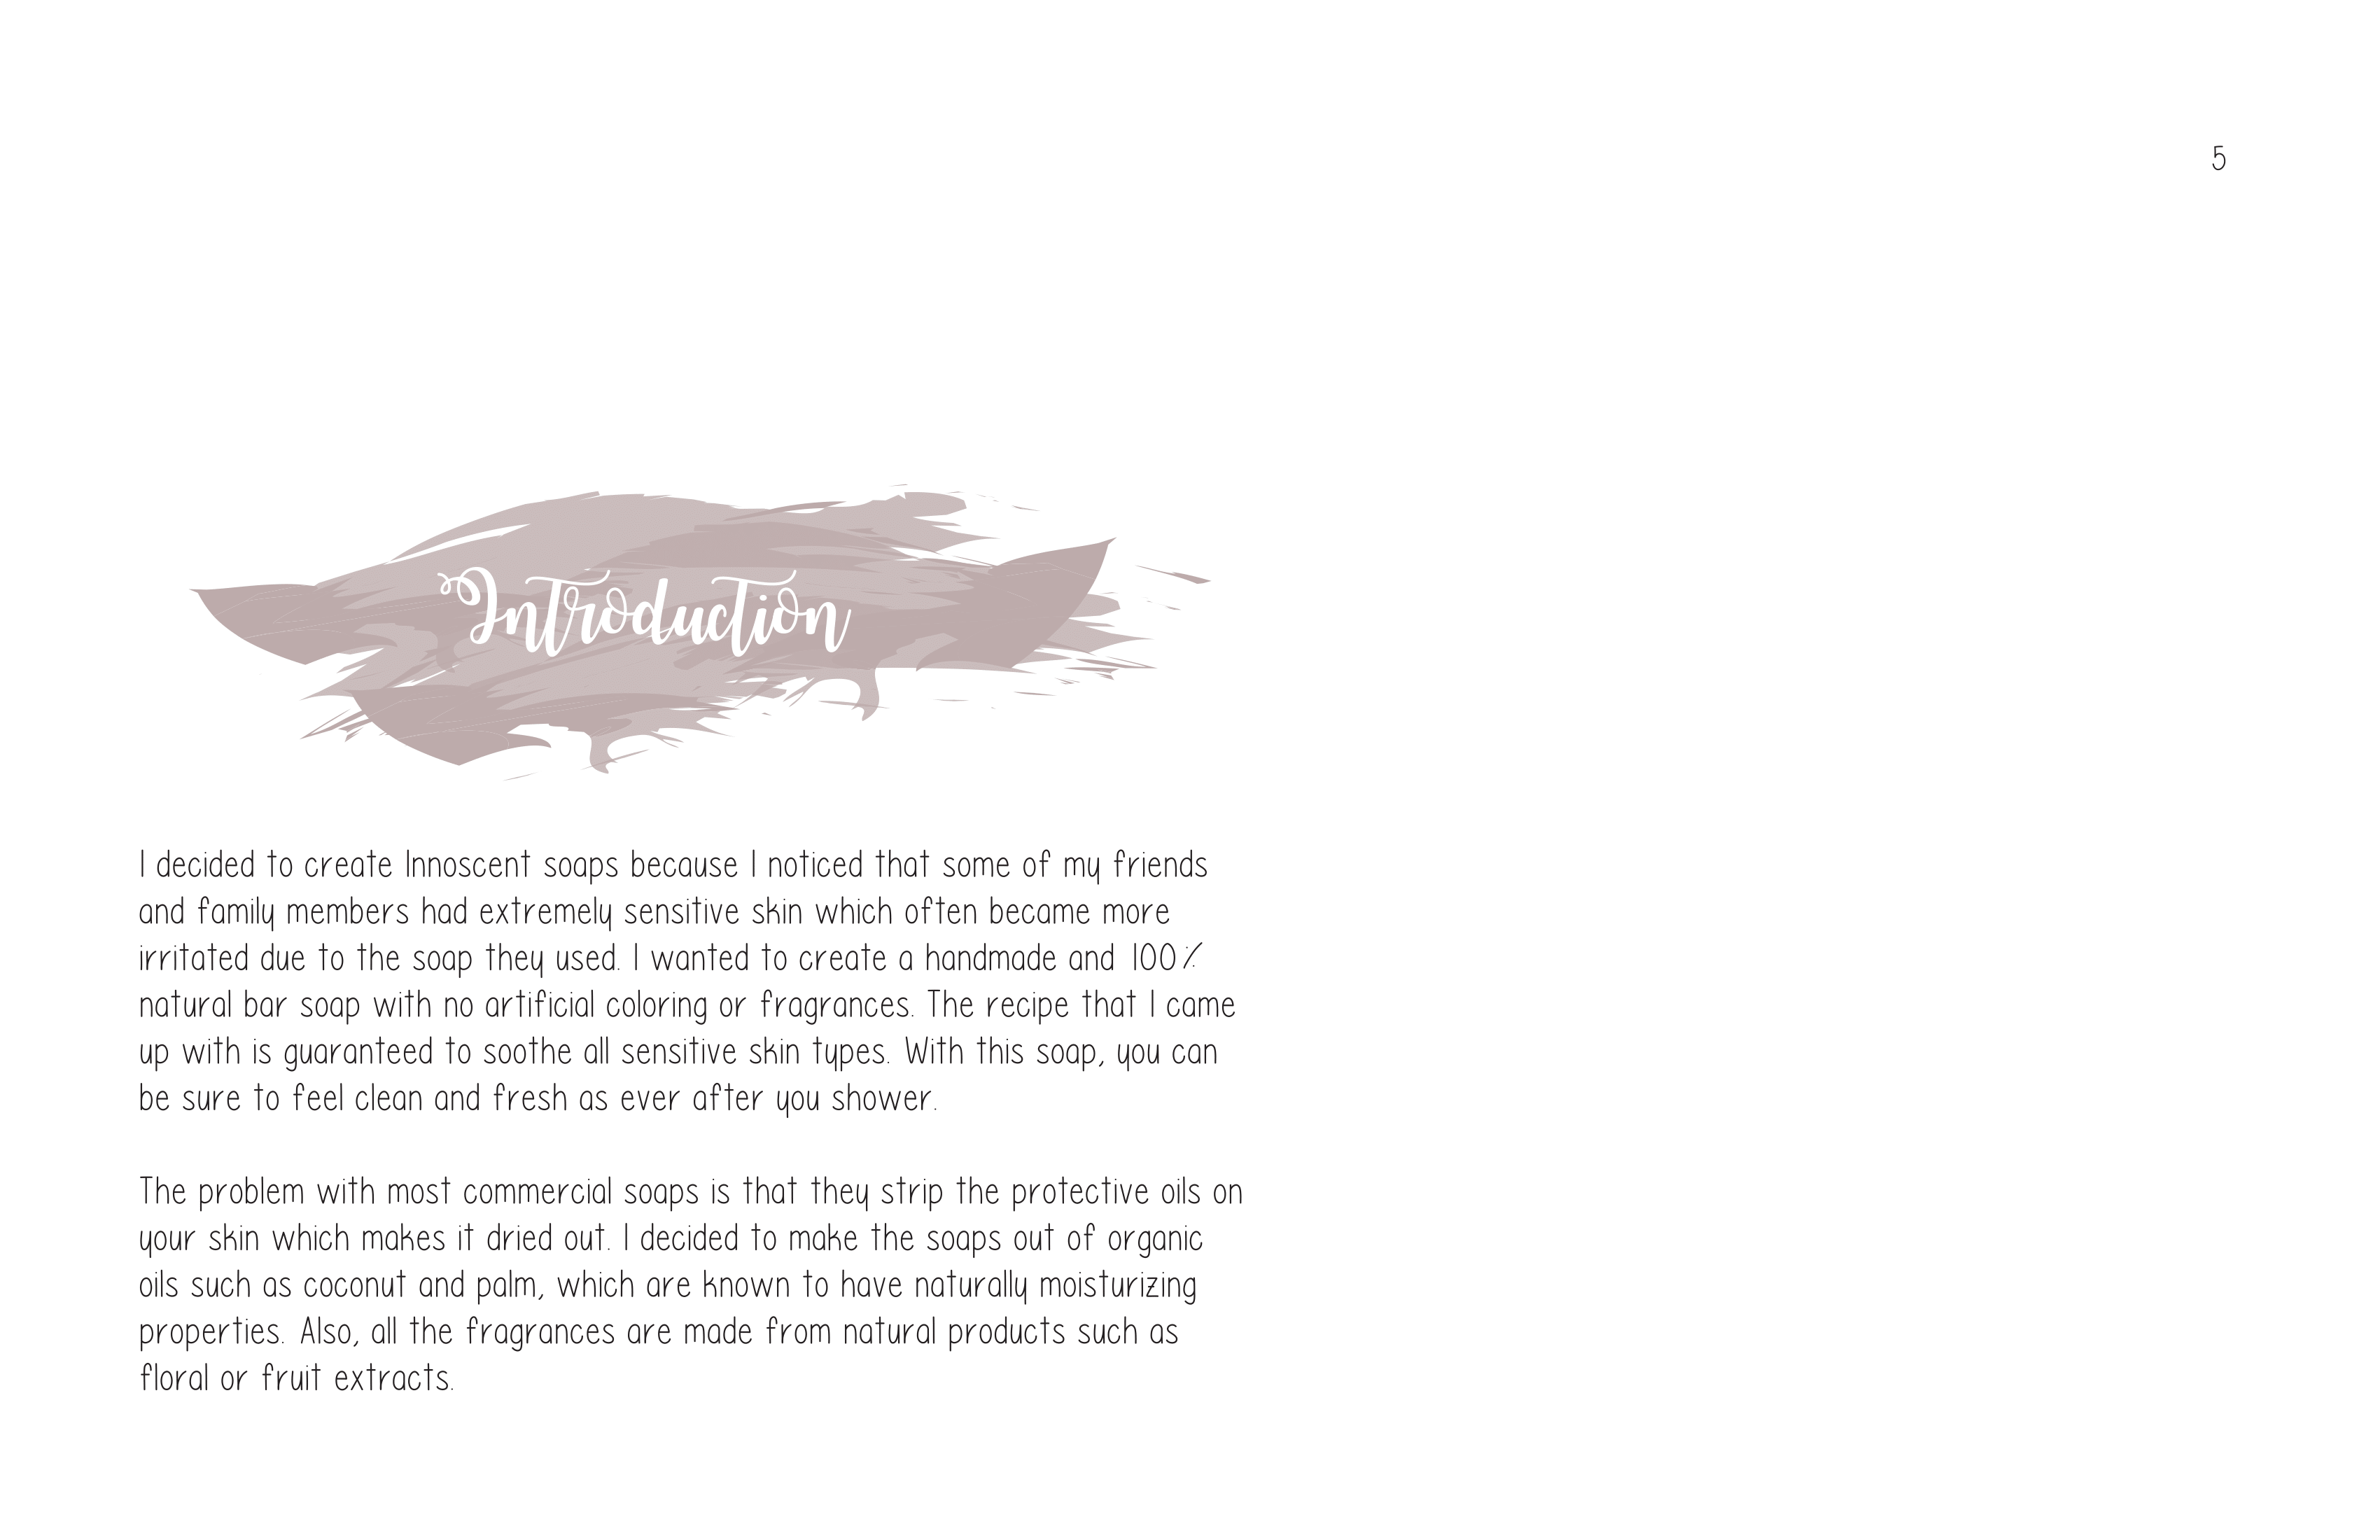 5
Introduction
I decided to create Innoscent soaps because I noticed that some of my friends
and family members had extremely sensitive skin which often became more
irritated due to the soap they used. I wanted to create a handmade and 100%
natural bar soap with no artificial coloring or fragrances. The recipe that I came
up with is guaranteed to soothe all sensitive skin types. With this soap, you can
be sure to feel clean and fresh as ever after you shower.
The problem with most commercial soaps is that they strip the protective oils on
your skin which makes it dried out. I decided to make the soaps out of organic
oils such as coconut and palm, which are known to have naturally moisturizing
properties. Also, all the fragrances are made from natural products such as
floral or fruit extracts.